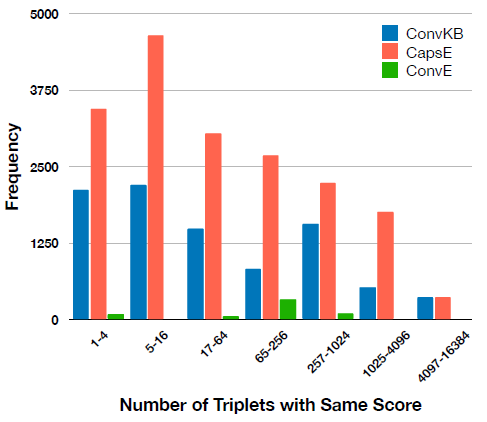 5000
3750
2500
1250
0
Frequency
ConvKB
CapsE
ConvE
1-4
5-16
17-64
65-256
257-1024
1025-4096
4097-16384
Number of Triplets with Same Score